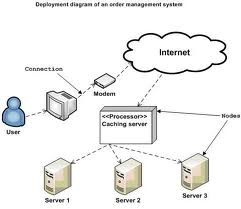 Deployment diagram of an order management system
Internet
Connection
Modem
<<Processor>>
Caching server
Nodes
User
Server 1
Server 2
Server 3